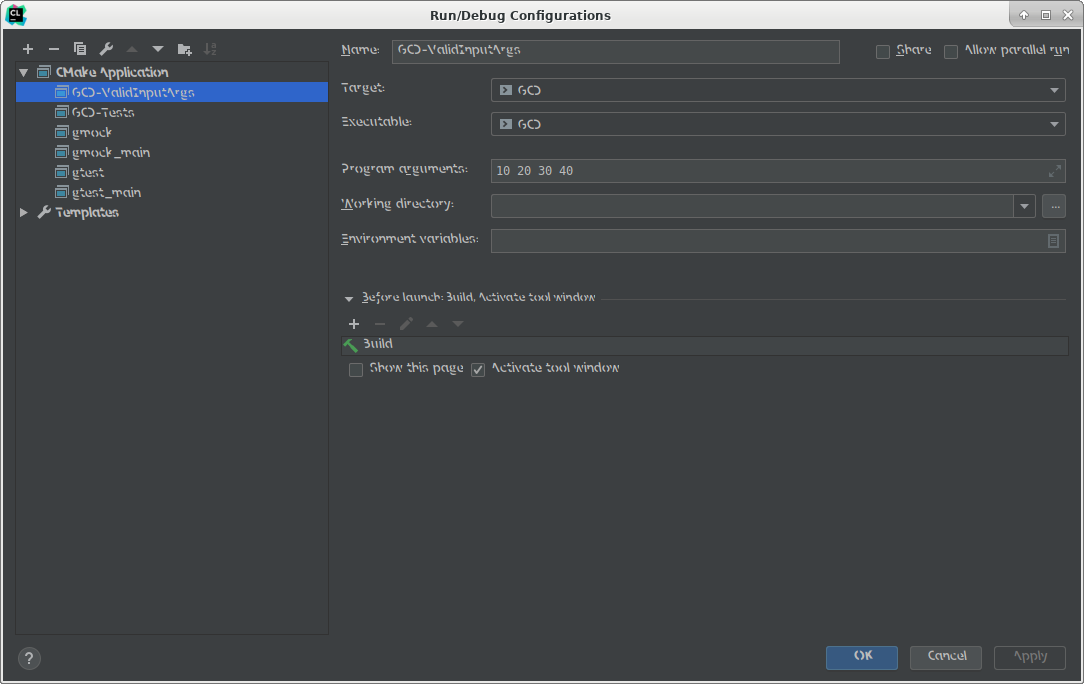 CL
Run/Debug Configurations
Name: GCD-ValidInputArgs Share Allow parallel run
CMake Application
GCD-ValidInputArgs
GCD-Tests
gmock
gmock_main
gtest
gtest_main
Templates
Target: GCD
Executable: GCD
Program arguments: 10 20 30 40
Working directory: ...
Environment variables:
Before launch: Build, Activate tool window
Build
Show this page Activate tool window
? OK Cancel Apply